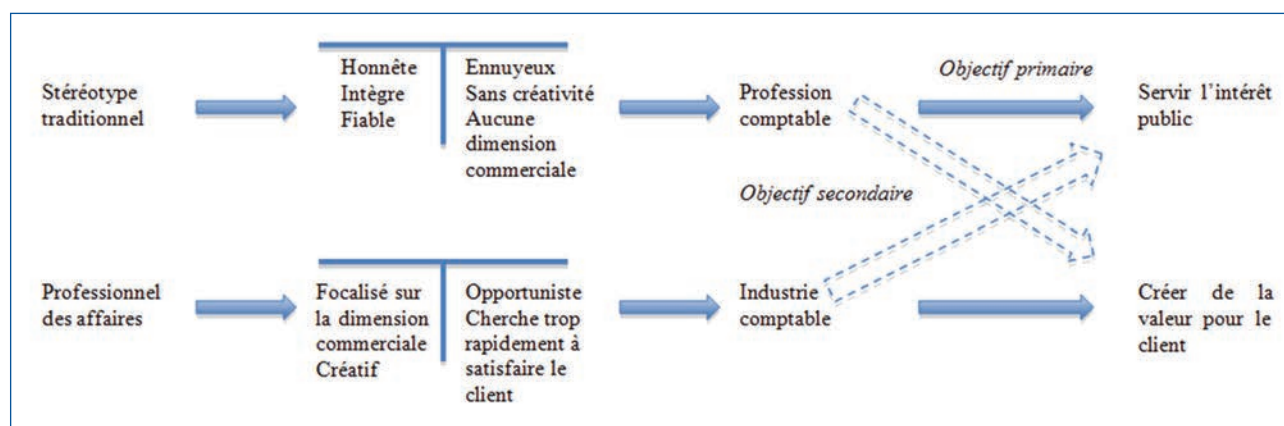 Stéréotype
traditionnel
Honnête
Intègre
Fiable
Ennuyeux
Sans créativité
Aucune
dimension
commerciale
Profession
comptable
Objectif primaire
Servir l'intérêt
public
Objectif secondaire
Professionnel
des affaires
Focalisé sur
la dimension
commerciale
Créatif
Opportuniste
Cherche trop
rapidement à
satisfaire le
client
Industrie
comptable
Créer de la
valeur pour le
client